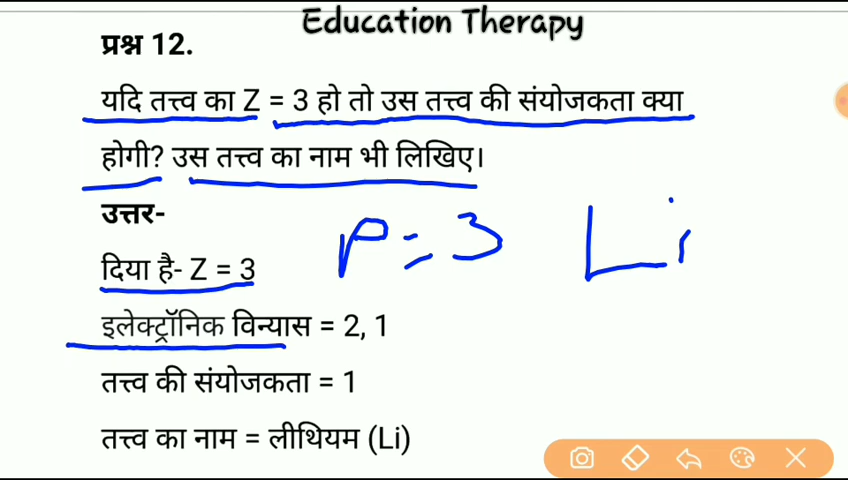 Education Therapy
प्रश्न 12.
यदि तत्त्व का Z = 3 हो तो उस तत्त्व की संयोजकता क्या
होगी? उस तत्त्व का नाम भी लिखिए।
उत्तर-
P = 3 Li
दिया है- Z = 3
इलेक्ट्रॉनिक विन्यास = 2, 1
तत्त्व की संयोजकता = 1
तत्त्व का नाम = लीथियम (Li)